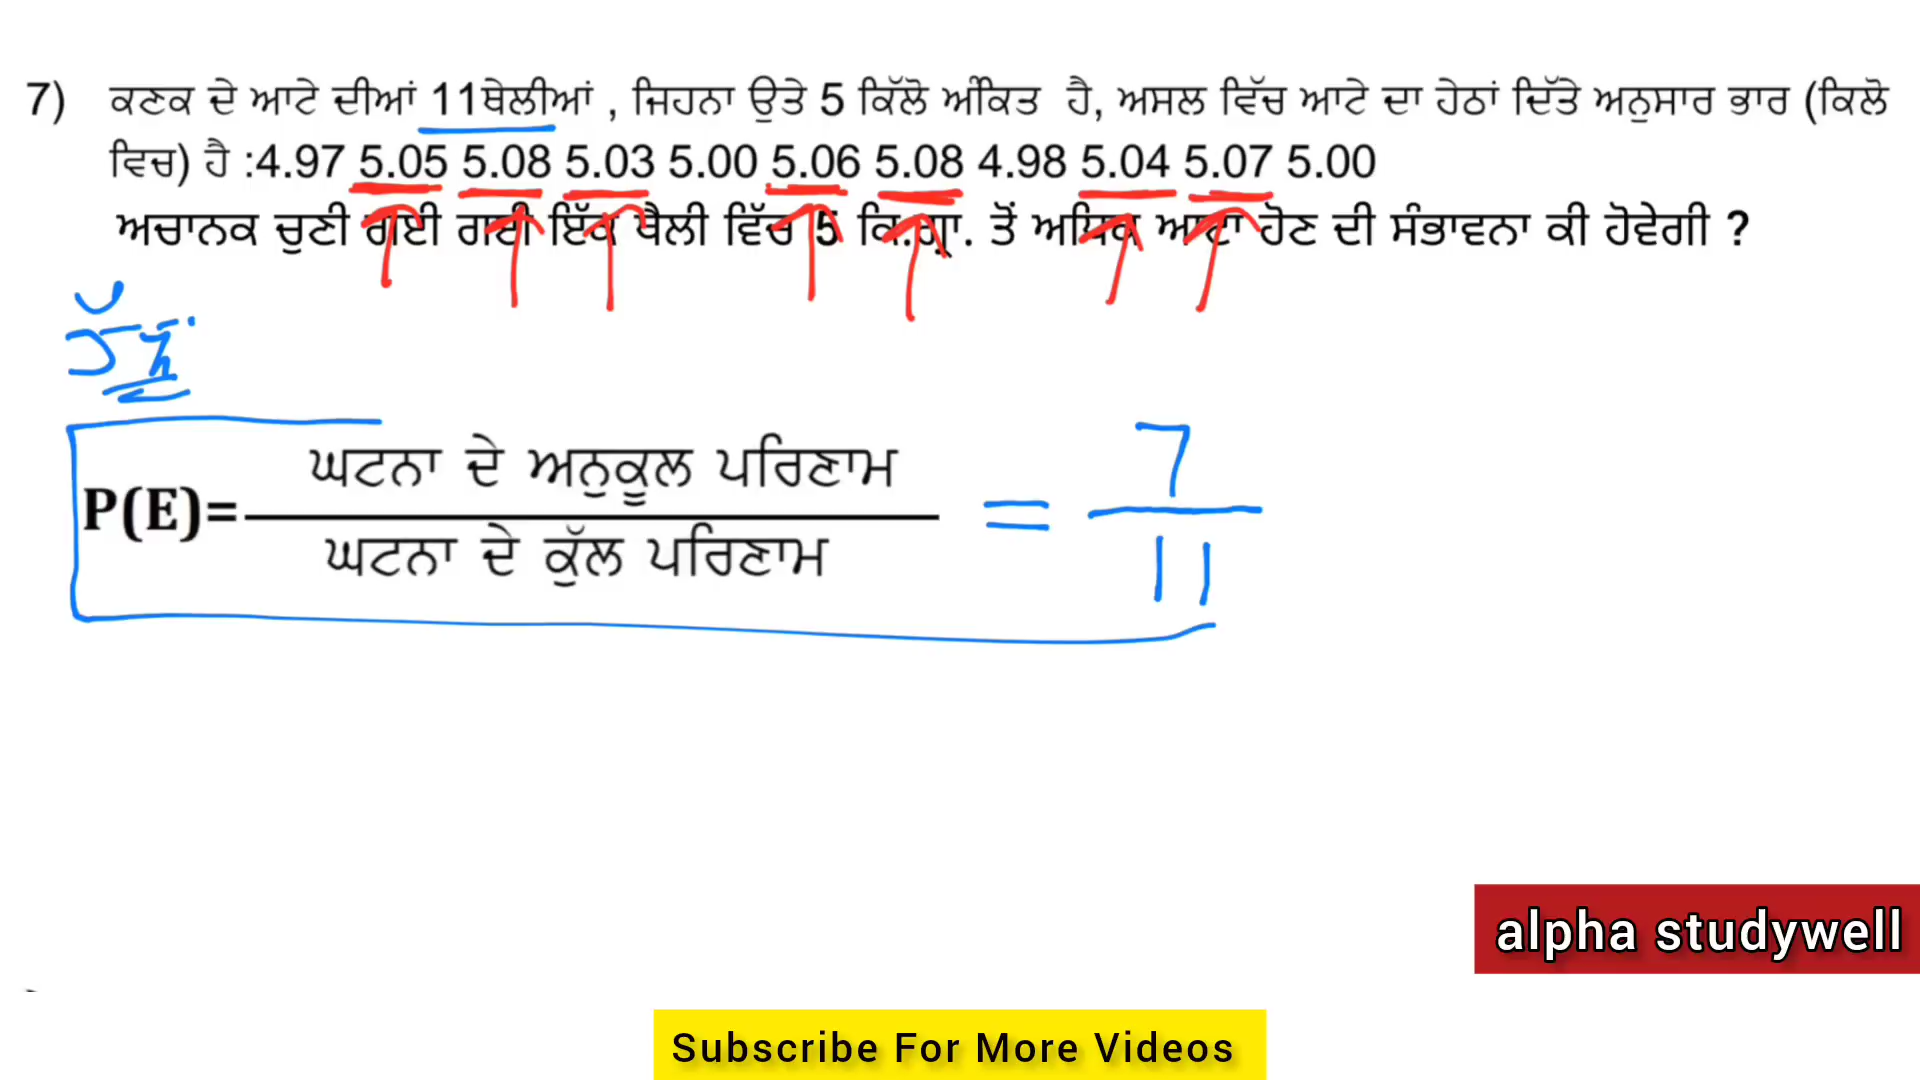 7) ਕਣਕ ਦੇ ਆਟੇ ਦੀਆਂ 11ਥੇਲੀਆਂ , ਜਿਹਨਾ ਉਤੇ 5 ਕਿੱਲੋ ਅੰਕਿਤ ਹੈ, ਅਸਲ ਵਿੱਚ ਆਟੇ ਦਾ ਹੇਠਾਂ ਦਿੱਤੇ ਅਨੁਸਾਰ ਭਾਰ (ਕਿਲੋ
ਵਿਚ) ਹੈ :4.97 5.05 5.08 5.03 5.00 5.06 5.08 4.98 5.04 5.07 5.00
ਅਚਾਨਕ ਚੁਣੀ ਗਈ ਗਈ ਇੱਕ ਥੈਲੀ ਵਿੱਚ 5 ਕਿ.ਗ੍ਰਾ. ਤੋਂ ਅਧਿਕ ਆਟਾ ਹੋਣ ਦੀ ਸੰਭਾਵਨਾ ਕੀ ਹੋਵੇਗੀ ?
ਘਟਨਾ ਦੇ ਅਨੁਕੂਲ ਪਰਿਣਾਮ 7
P(E)= =
ਘਟਨਾ ਦੇ ਕੁੱਲ ਪਰਿਣਾਮ 11
alpha studywell
Subscribe For More Videos